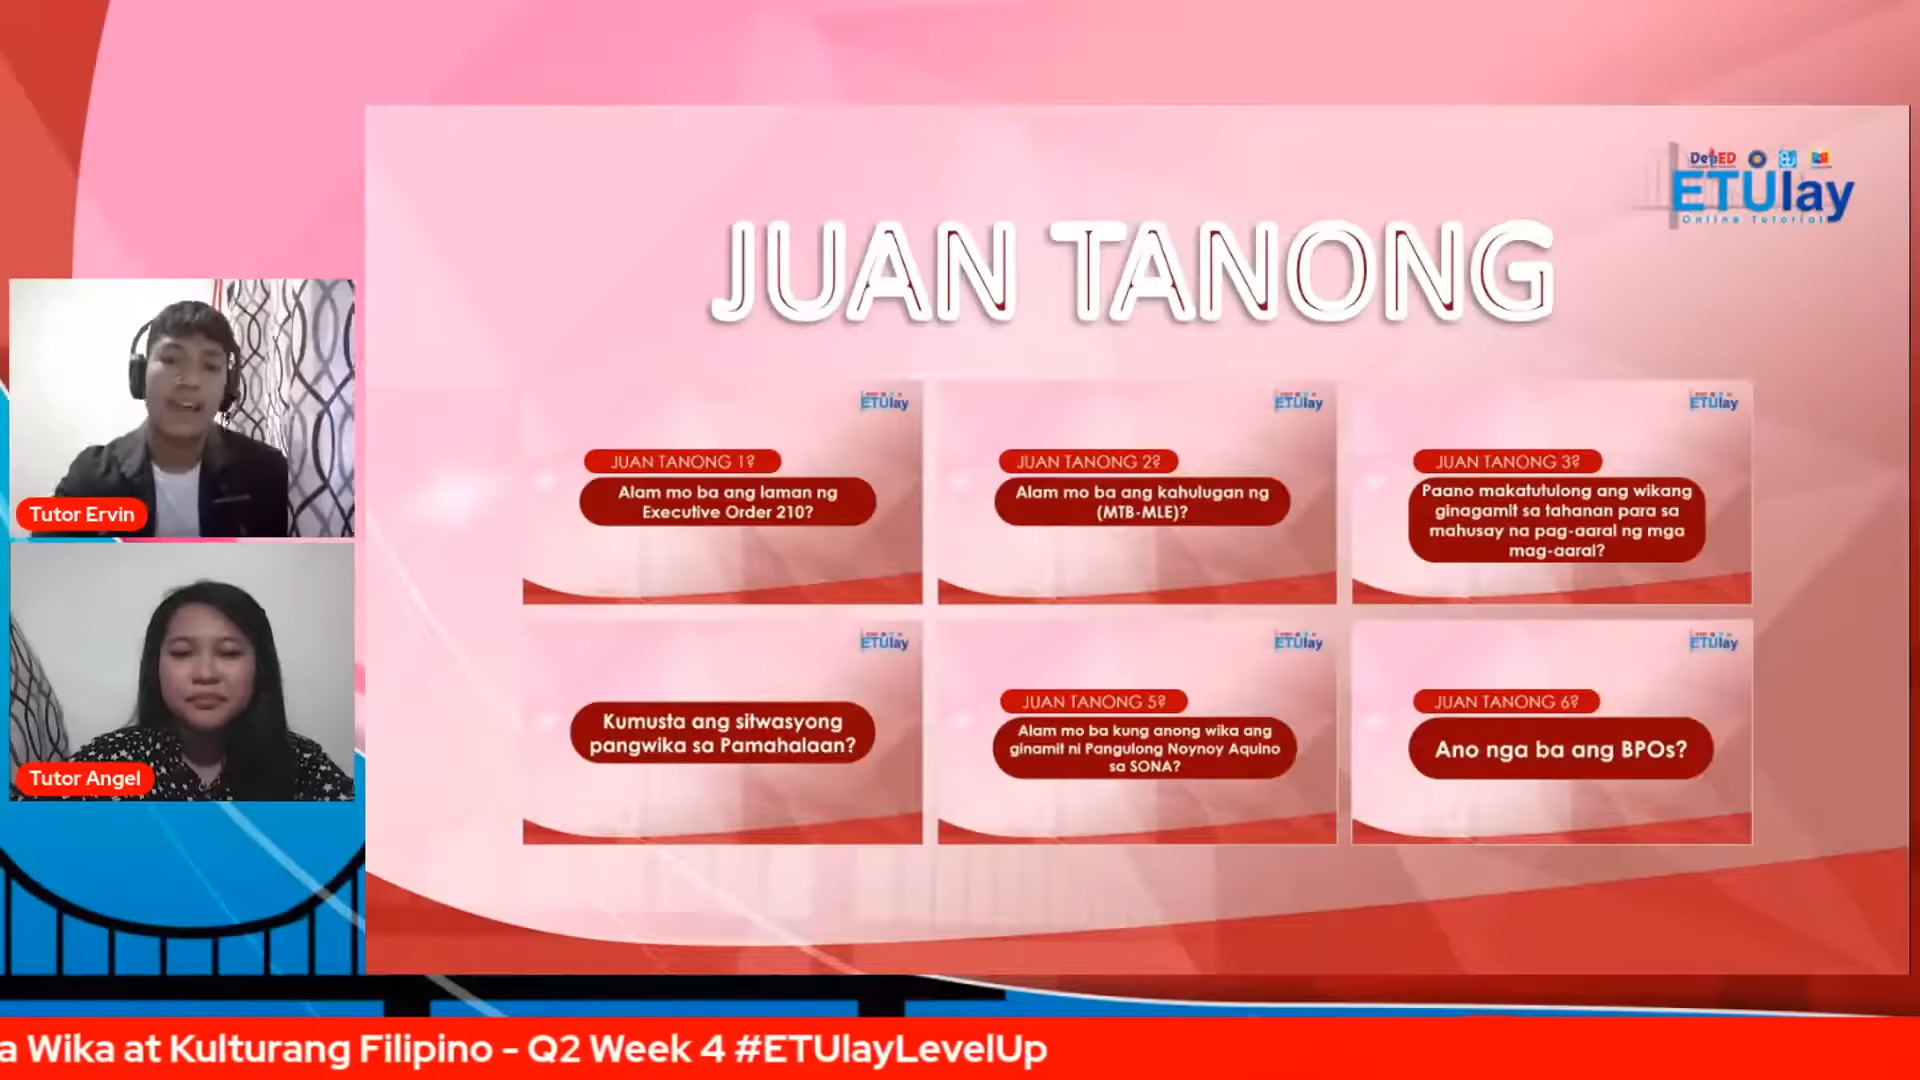 DepED
ETUlay
Online Tutorial
JUAN TANONG
ETUlay
JUAN TANONG 1?
Alam mo ba ang laman ng
Executive Order 210?
ETUlay
JUAN TANONG 2?
Alam mo ba ang kahulugan ng
(MTB-MLE)?
ETUlay
JUAN TANONG 3?
Paano makatutulong ang wikang
ginagamit sa tahanan para sa
mahusay na pag-aaral ng mga
mag-aaral?
ETUlay
Kumusta ang sitwasyong
pangwika sa Pamahalaan?
ETUlay
JUAN TANONG 5?
Alam mo ba kung anong wika ang
ginamit ni Pangulong Noynoy Aquino
sa SONA?
ETUlay
JUAN TANONG 6?
Ano nga ba ang BPOs?
Tutor Ervin
Tutor Angel
a Wika at Kulturang Filipino - Q2 Week 4 #ETUlayLevelUp